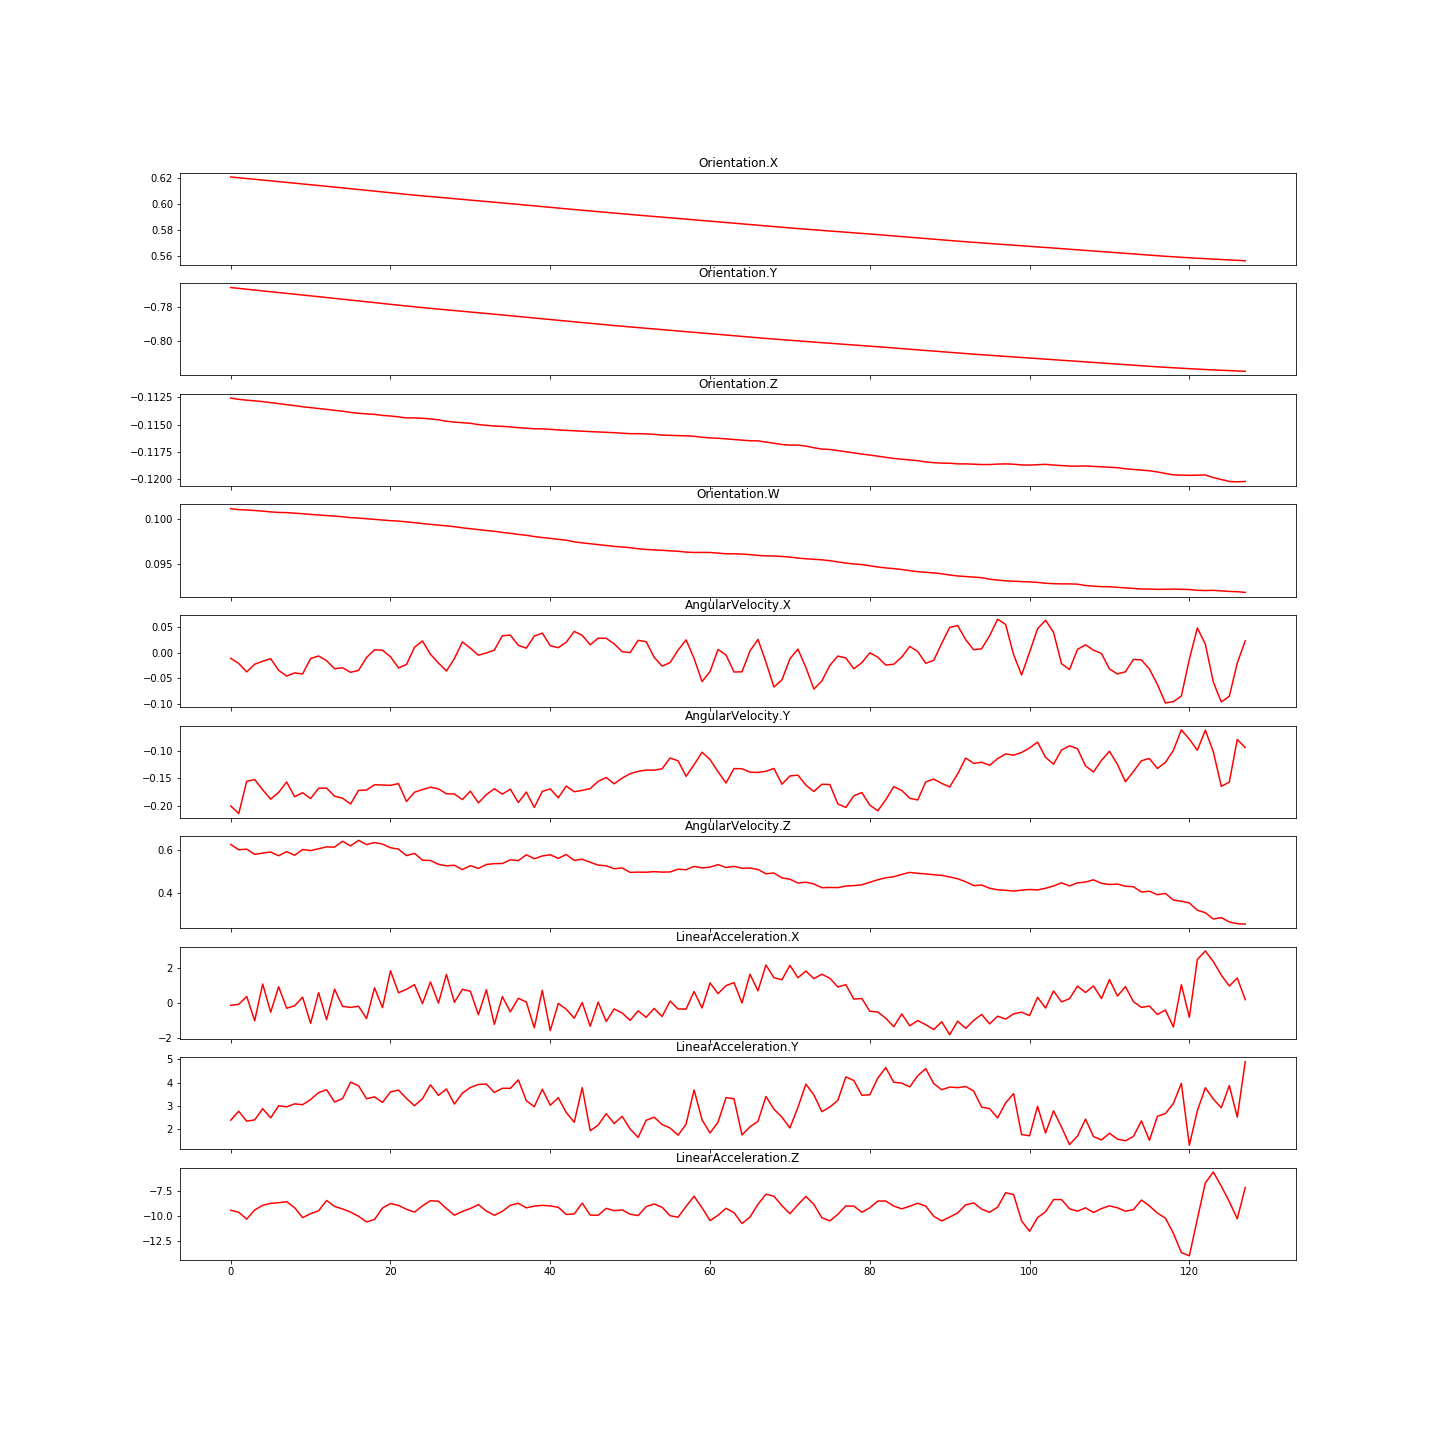 Orientation.X
0.62
0.60
0.58
0.56
Orientation.Y
−0.78
−0.80
Orientation.Z
−0.1125
−0.1150
−0.1175
−0.1200
Orientation.W
0.100
0.095
AngularVelocity.X
0.05
0.00
−0.05
−0.10
AngularVelocity.Y
−0.10
−0.15
−0.20
AngularVelocity.Z
0.6
0.4
LinearAcceleration.X
2
0
−2
LinearAcceleration.Y
5
4
3
2
LinearAcceleration.Z
−7.5
−10.0
−12.5
0 20 40 60 80 100 120